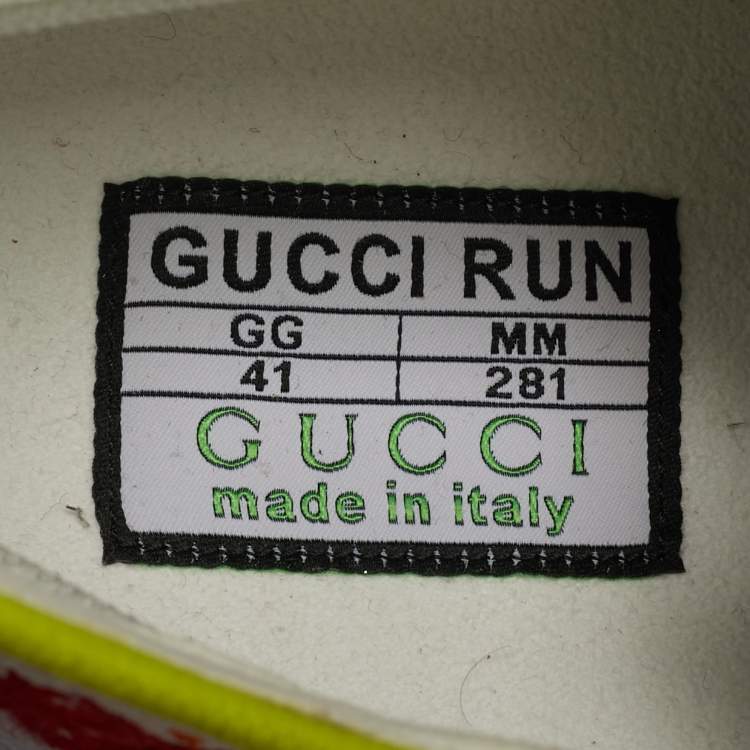 GUCCI RUN
GG MM
41 281
GUCCI
made in italy